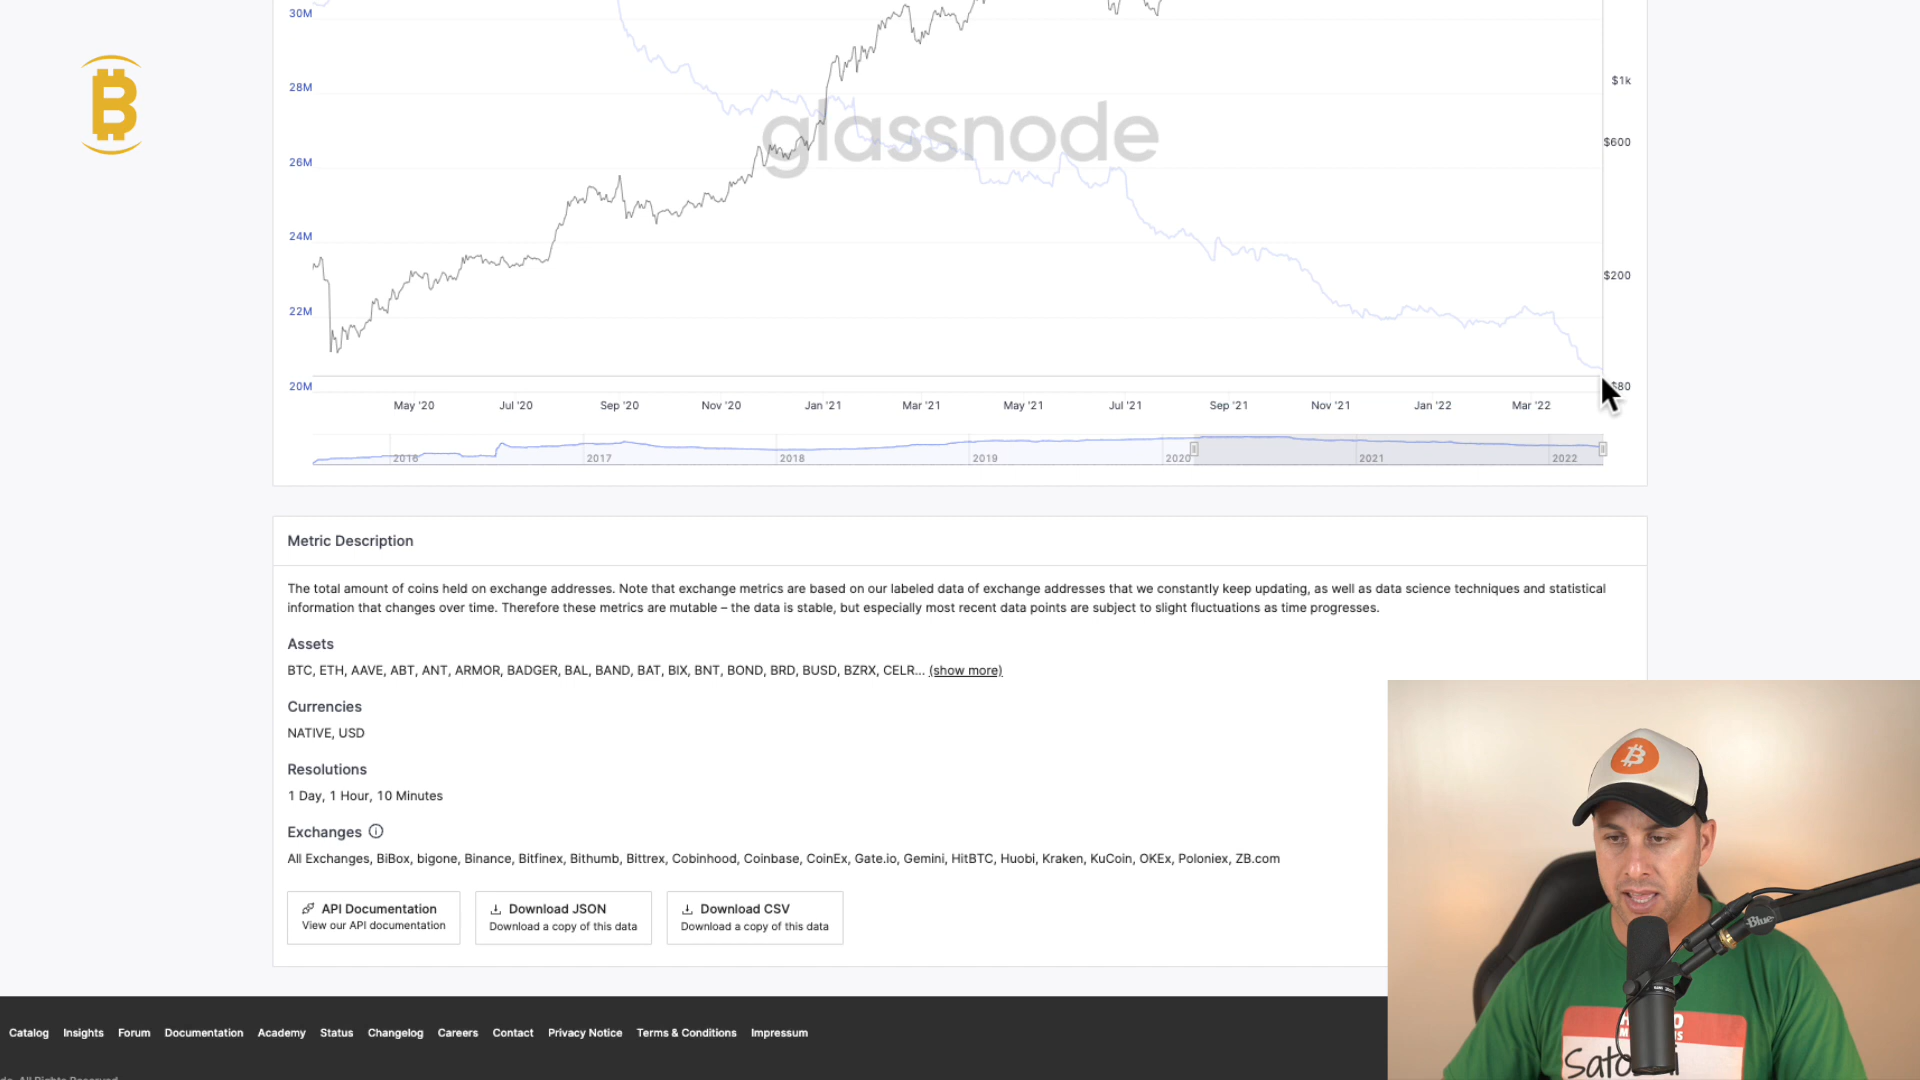 30M
28M
$1k
glassnode
$600
26M
24M
$200
22M
20M
$80
May '20 Jul '20 Sep '20 Nov '20 Jan '21 Mar '21 May '21 Jul '21 Sep '21 Nov '21 Jan '22 Mar '22
2016 2017 2018 2019 2020 2021 2022
Metric Description
The total amount of coins held on exchange addresses. Note that exchange metrics are based on our labeled data of exchange addresses that we constantly keep updating, as well as data science techniques and statistical
information that changes over time. Therefore these metrics are mutable – the data is stable, but especially most recent data points are subject to slight fluctuations as time progresses.
Assets
BTC, ETH, AAVE, ABT, ANT, ARMOR, BADGER, BAL, BAND, BAT, BIX, BNT, BOND, BRD, BUSD, BZRX, CELR... (show more)
Currencies
NATIVE, USD
Resolutions
1 Day, 1 Hour, 10 Minutes
Exchanges
All Exchanges, BiBox, bigone, Binance, Bitfinex, Bithumb, Bittrex, Cobinhood, Coinbase, CoinEx, Gate.io, Gemini, HitBTC, Huobi, Kraken, KuCoin, OKEx, Poloniex, ZB.com
API Documentation
View our API documentation
Download JSON
Download a copy of this data
Download CSV
Download a copy of this data
Blue
Catalog Insights Forum Documentation Academy Status Changelog Careers Contact Privacy Notice Terms & Conditions Impressum